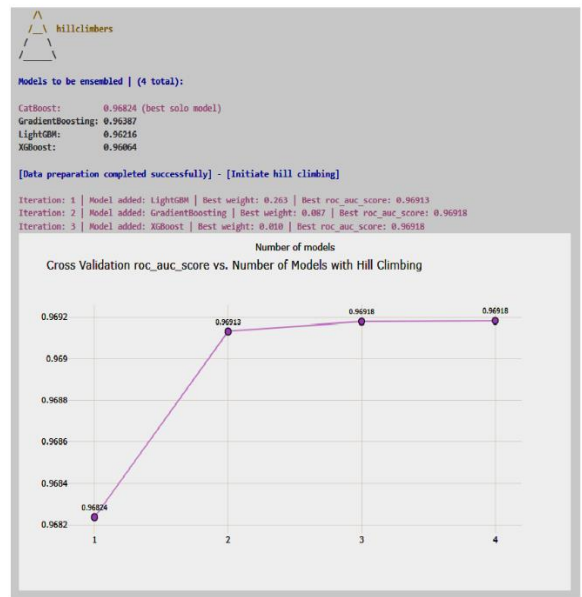 hillclimbers
Models to be ensembled | (4 total):
CatBoost: 0.96824 (best solo model)
GradientBoosting: 0.96387
LightGBM: 0.96216
XGBoost: 0.96064
[Data preparation completed successfully] - [Initiate hill climbing]
Iteration: 1 | Model added: LightGBM | Best weight: 0.263 | Best roc_auc_score: 0.96913
Iteration: 2 | Model added: GradientBoosting | Best weight: 0.087 | Best roc_auc_score: 0.96918
Iteration: 3 | Model added: XGBoost | Best weight: 0.010 | Best roc_auc_score: 0.96918
Number of models
Cross Validation roc_auc_score vs. Number of Models with Hill Climbing
0.9692
0.96913
0.96918
0.96918
0.969
0.9688
0.9686
0.9684
0.96824
0.9682
1 2 3 4